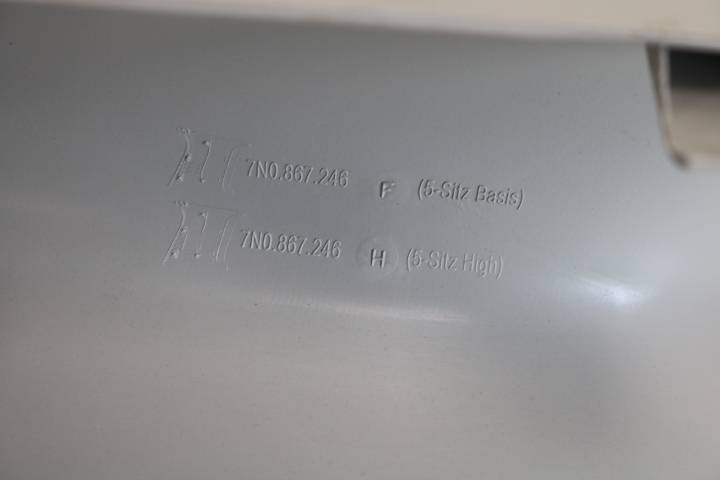 7N0.867.246 F (5-Sitz Basis)
7N0.867.246 H (5-Sitz High)